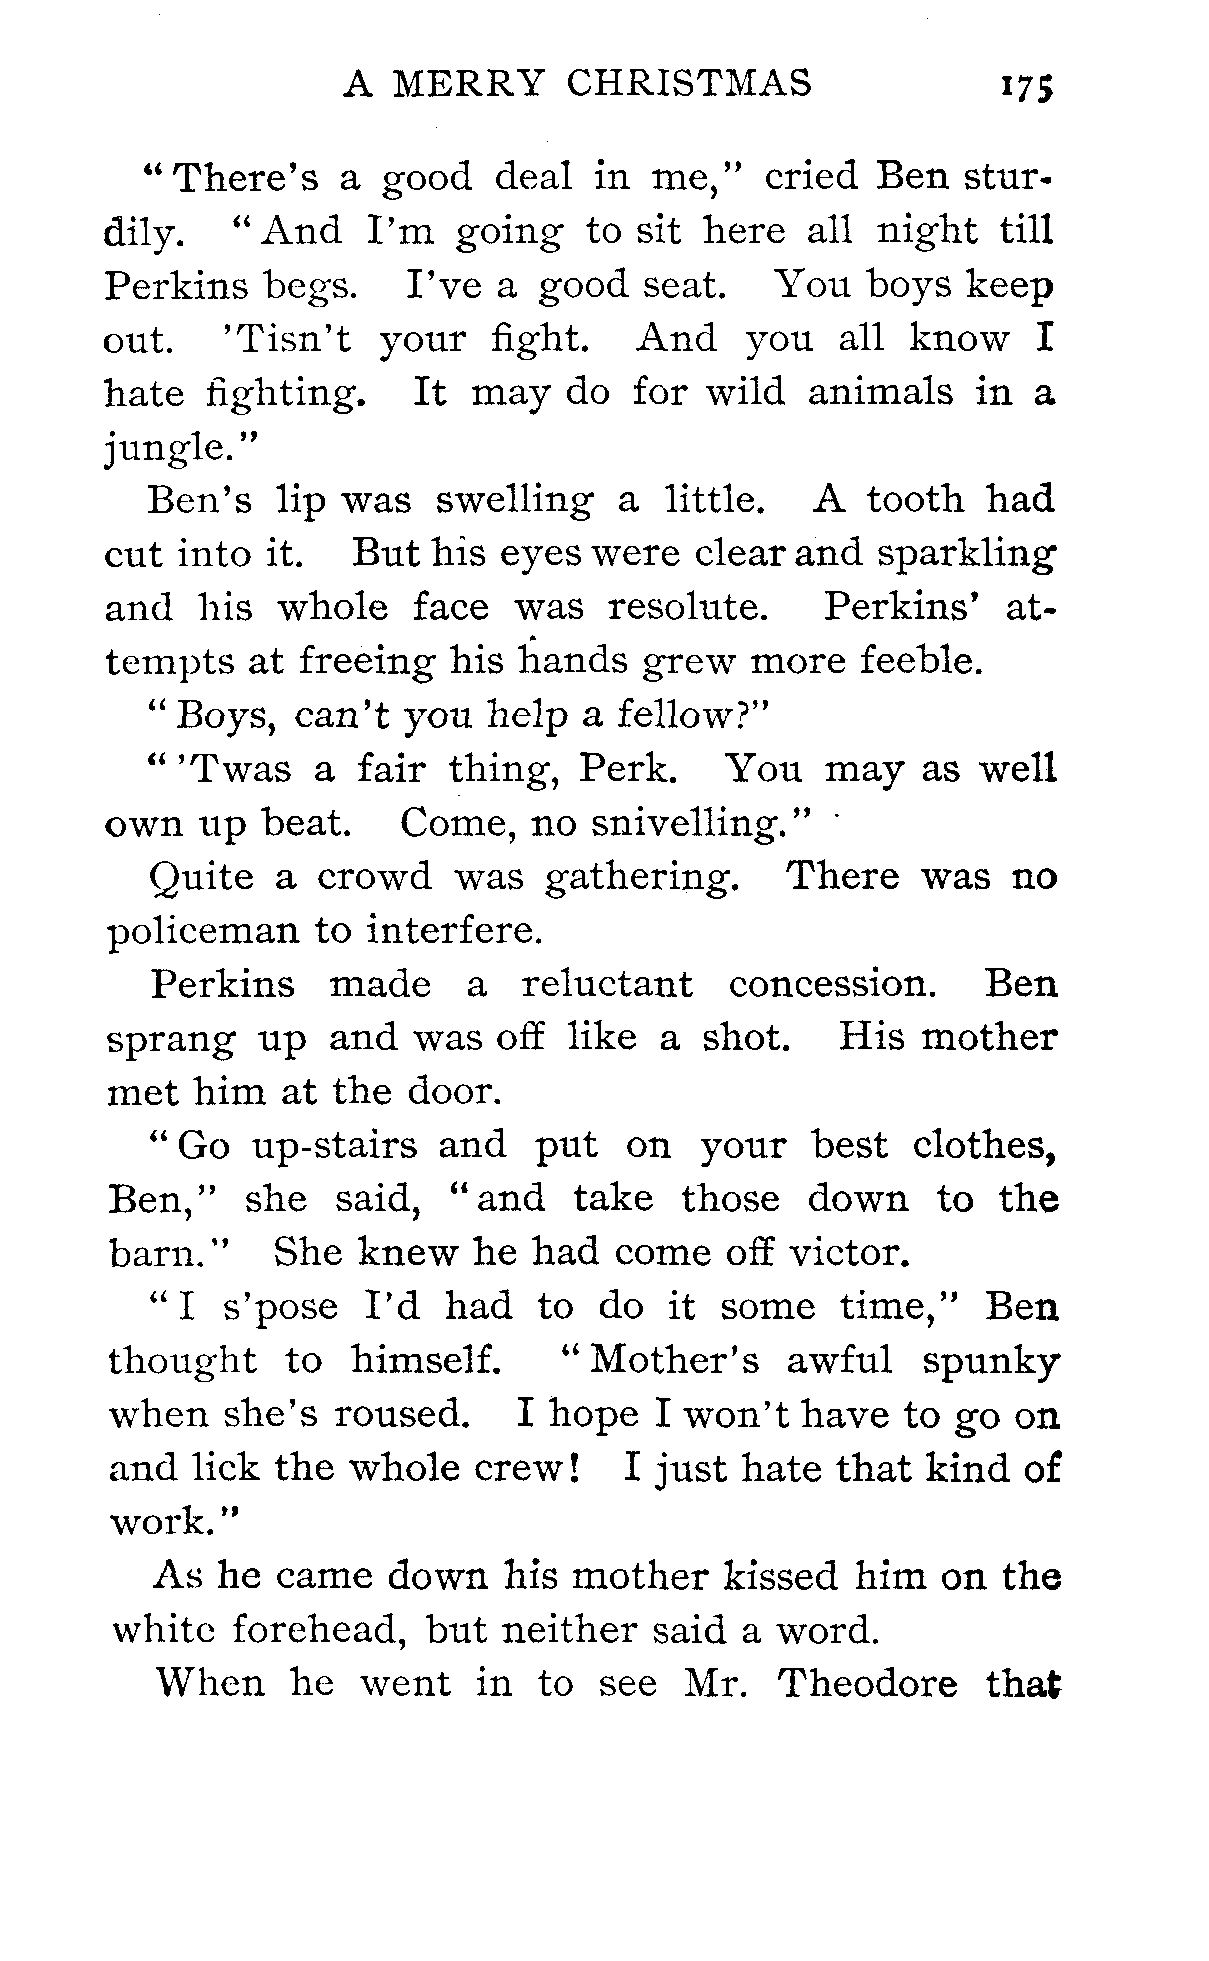 A MERRY CHRISTMAS 175
“There’s a good deal in me,” cried Ben stur-
dily. “And I’m going to sit here all night till
Perkins begs. I’ve a good seat. You boys keep
out. ’Tisn’t your fight. And you all know I
hate fighting. It may do for wild animals in a
jungle.”
Ben’s lip was swelling a little. A tooth had
cut into it. But his eyes were clear and sparkling
and his whole face was resolute. Perkins’ at-
tempts at freeing his hands grew more feeble.
“Boys, can’t you help a fellow?”
“’Twas a fair thing, Perk. You may as well
own up beat. Come, no snivelling.”
Quite a crowd was gathering. There was no
policeman to interfere.
Perkins made a reluctant concession. Ben
sprang up and was off like a shot. His mother
met him at the door.
“Go up-stairs and put on your best clothes,
Ben,” she said, “and take those down to the
barn.” She knew he had come off victor.
“I s’pose I’d had to do it some time,” Ben
thought to himself. “Mother’s awful spunky
when she’s roused. I hope I won’t have to go on
and lick the whole crew! I just hate that kind of
work.”
As he came down his mother kissed him on the
white forehead, but neither said a word.
When he went in to see Mr. Theodore that